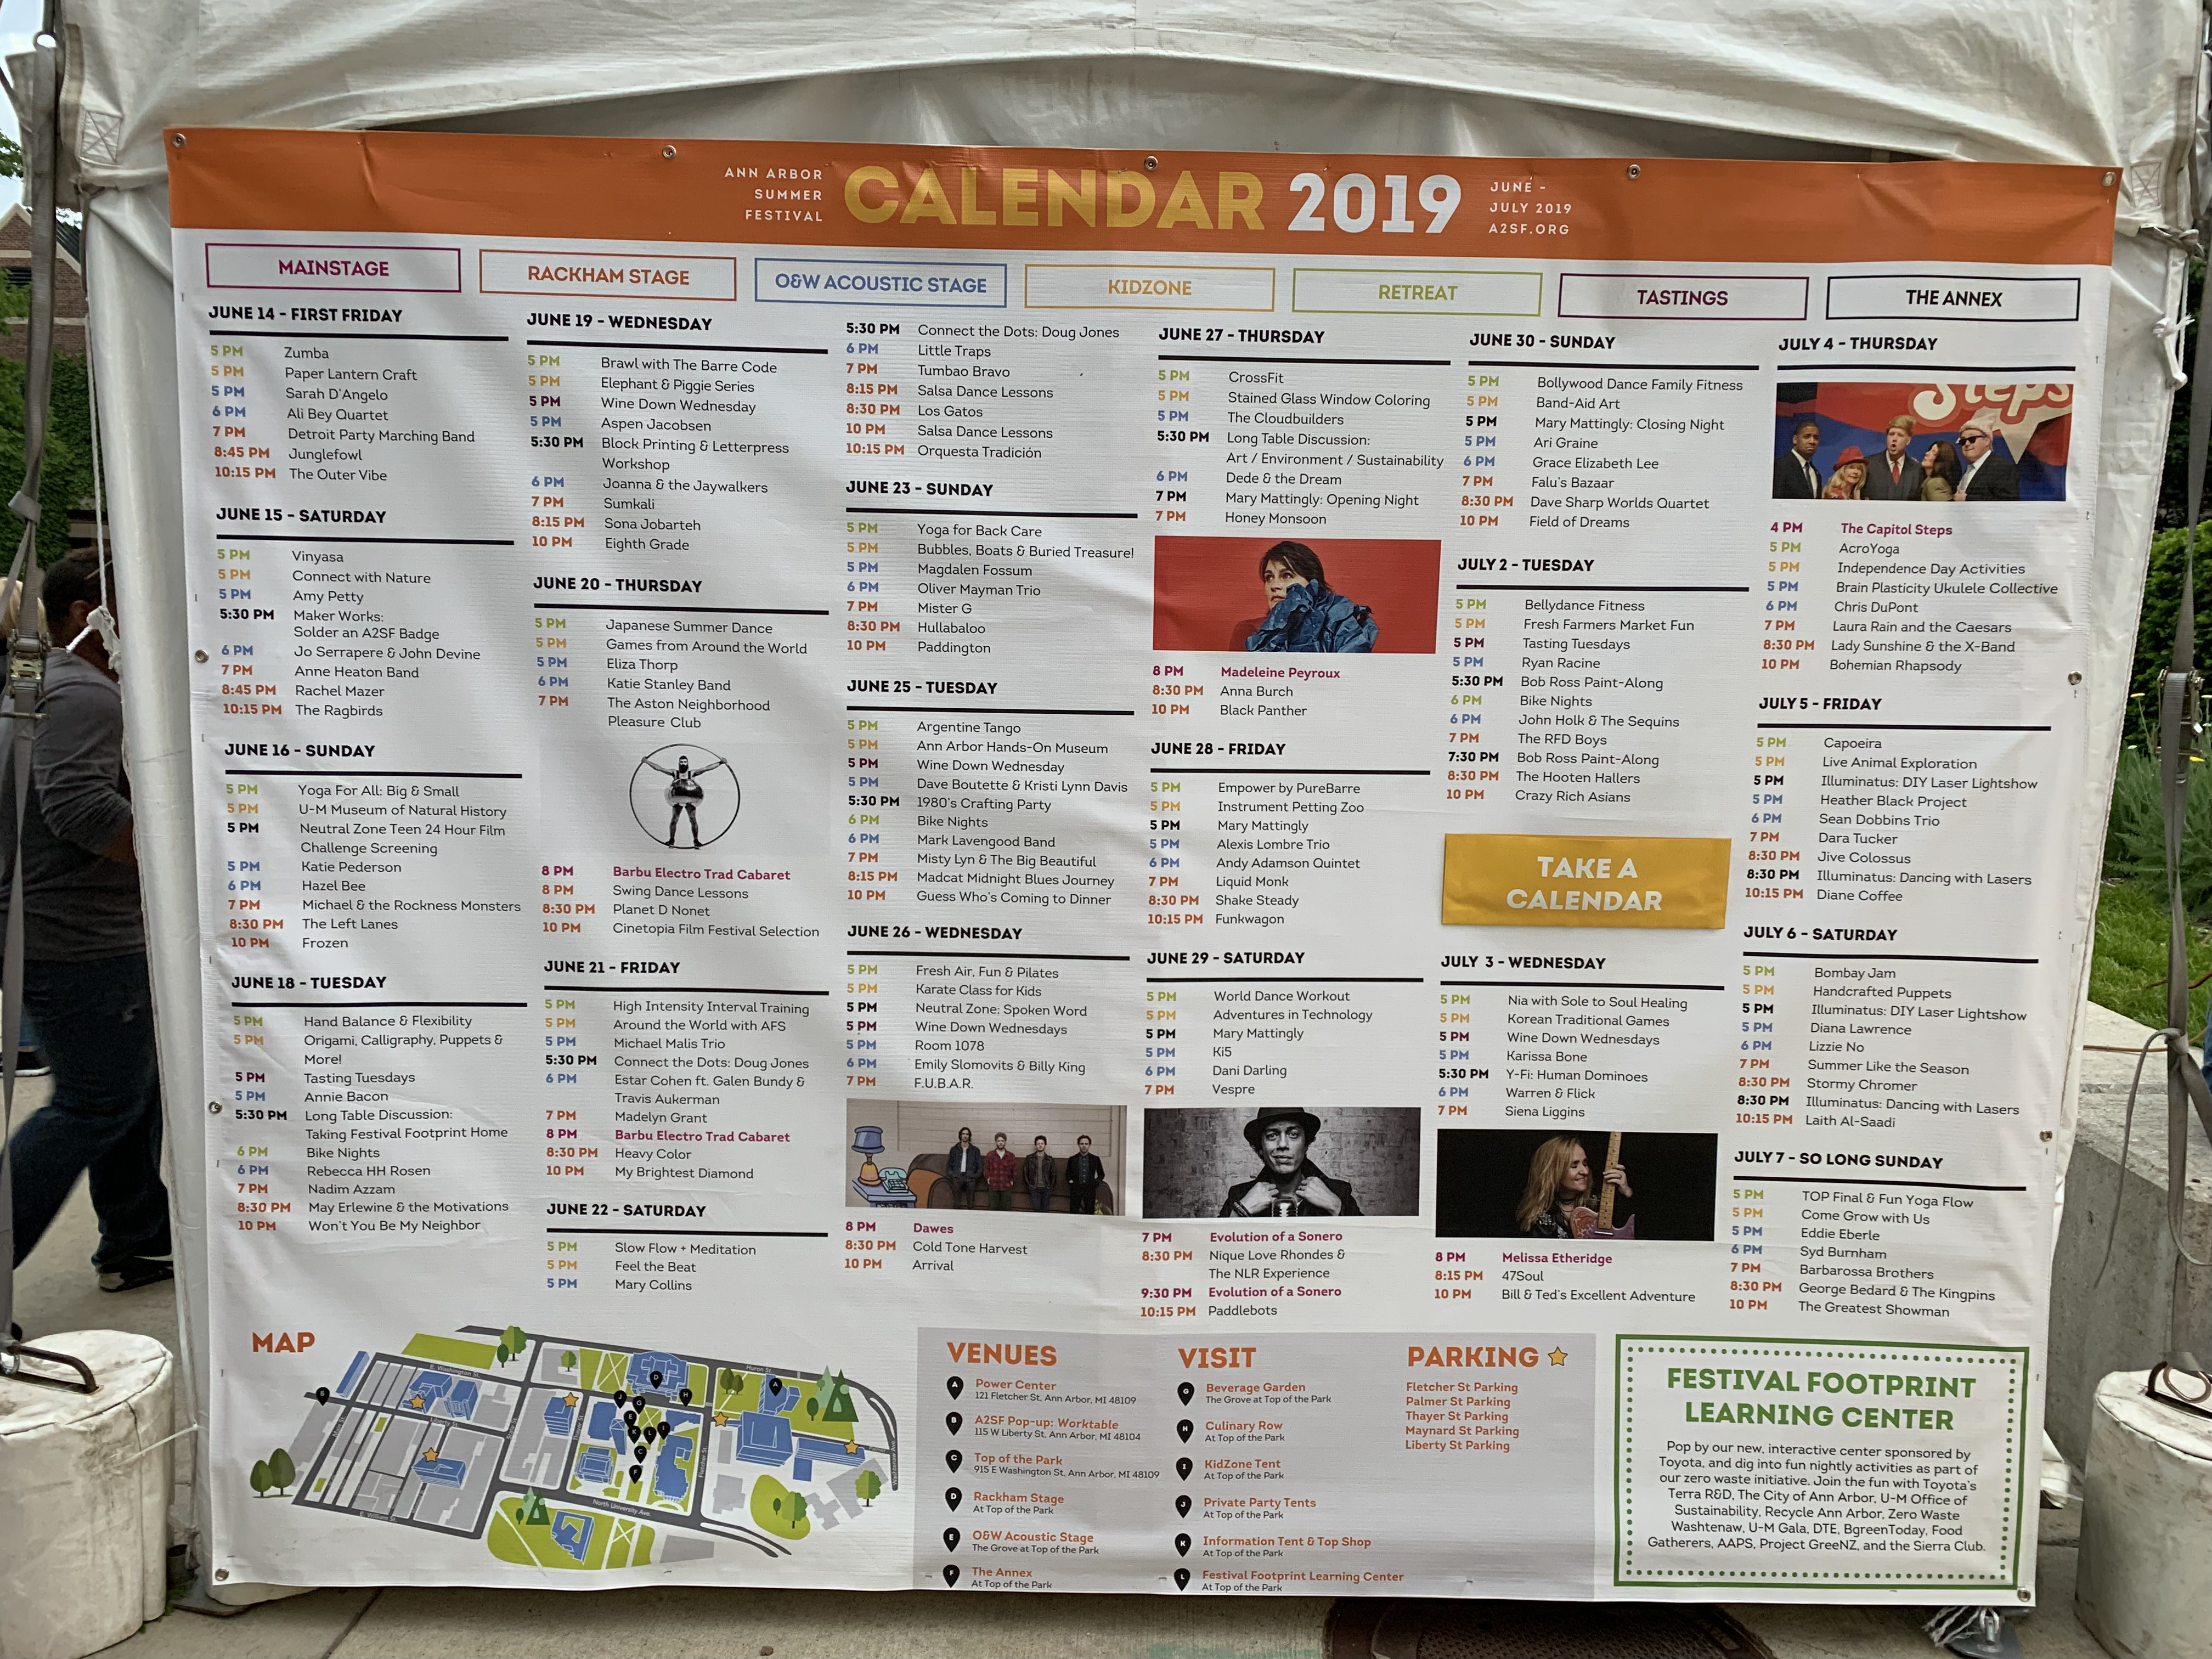 ANN ARBOR
SUMMER
FESTIVAL
CALENDAR 2019
JUNE -
JULY 2019
A2SF.ORG
MAINSTAGE
RACKHAM STAGE
O&W ACOUSTIC STAGE
KIDZONE
RETREAT
TASTINGS
THE ANNEX
JUNE 14 - FIRST FRIDAY
5 PM Zumba
5 PM Paper Lantern Craft
5 PM Sarah D'Angelo
6 PM Ali Bey Quartet
7 PM Detroit Party Marching Band
8:45 PM Junglefowl
10:15 PM The Outer Vibe
JUNE 15 - SATURDAY
5 PM Vinyasa
5 PM Connect with Nature
5 PM Amy Petty
5:30 PM Maker Works:
Solder an A2SF Badge
6 PM Jo Serrapere & John Devine
7 PM Anne Heaton Band
8:45 PM Rachel Mazer
10:15 PM The Ragbirds
JUNE 16 - SUNDAY
5 PM Yoga For All: Big & Small
5 PM U-M Museum of Natural History
5 PM Neutral Zone Teen 24 Hour Film
Challenge Screening
5 PM Katie Pederson
6 PM Hazel Bee
7 PM Michael & the Rockness Monsters
8:30 PM The Left Lanes
10 PM Frozen
JUNE 18 - TUESDAY
5 PM Hand Balance & Flexibility
5 PM Origami, Calligraphy, Puppets &
More!
5 PM Tasting Tuesdays
5 PM Annie Bacon
5:30 PM Long Table Discussion:
Taking Festival Footprint Home
6 PM Bike Nights
6 PM Rebecca HH Rosen
7 PM Nadim Azzam
8:30 PM May Erlewine & the Motivations
10 PM Won't You Be My Neighbor
JUNE 19 - WEDNESDAY
5 PM Brawl with The Barre Code
5 PM Elephant & Piggie Series
5 PM Wine Down Wednesday
5 PM Aspen Jacobsen
5:30 PM Block Printing & Letterpress
Workshop
6 PM Joanna & the Jaywalkers
7 PM Sumkali
8:15 PM Sona Jobarteh
10 PM Eighth Grade
JUNE 20 - THURSDAY
5 PM Japanese Summer Dance
5 PM Games from Around the World
5 PM Eliza Thorp
6 PM Katie Stanley Band
7 PM The Aston Neighborhood
Pleasure Club
8 PM Barbu Electro Trad Cabaret
8 PM Swing Dance Lessons
8:30 PM Planet D Nonet
10 PM Cinetopia Film Festival Selection
JUNE 21 - FRIDAY
5 PM High Intensity Interval Training
5 PM Around the World with AFS
5 PM Michael Malis Trio
5:30 PM Connect the Dots: Doug Jones
6 PM Estar Cohen ft. Galen Bundy &
Travis Aukerman
7 PM Madelyn Grant
8 PM Barbu Electro Trad Cabaret
8:30 PM Heavy Color
10 PM My Brightest Diamond
JUNE 22 - SATURDAY
5 PM Slow Flow + Meditation
5 PM Feel the Beat
5 PM Mary Collins
5:30 PM Connect the Dots: Doug Jones
6 PM Little Traps
7 PM Tumbao Bravo
8:15 PM Salsa Dance Lessons
8:30 PM Los Gatos
10 PM Salsa Dance Lessons
10:15 PM Orquesta Tradición
JUNE 23 - SUNDAY
5 PM Yoga for Back Care
5 PM Bubbles, Boats & Buried Treasure!
5 PM Magdalen Fossum
6 PM Oliver Mayman Trio
7 PM Mister G
8:30 PM Hullabaloo
10 PM Paddington
JUNE 25 - TUESDAY
5 PM Argentine Tango
5 PM Ann Arbor Hands-On Museum
5 PM Wine Down Wednesday
5 PM Dave Boutette & Kristi Lynn Davis
5:30 PM 1980's Crafting Party
6 PM Bike Nights
6 PM Mark Lavengood Band
7 PM Misty Lyn & The Big Beautiful
8:15 PM Madcat Midnight Blues Journey
10 PM Guess Who's Coming to Dinner
JUNE 26 - WEDNESDAY
5 PM Fresh Air, Fun & Pilates
5 PM Karate Class for Kids
5 PM Neutral Zone: Spoken Word
5 PM Wine Down Wednesdays
5 PM Room 1078
6 PM Emily Slomovits & Billy King
7 PM F.U.B.A.R.
8 PM Dawes
8:30 PM Cold Tone Harvest
10 PM Arrival
JUNE 27 - THURSDAY
5 PM CrossFit
5 PM Stained Glass Window Coloring
5 PM The Cloudbuilders
5:30 PM Long Table Discussion:
Art / Environment / Sustainability
6 PM Dede & the Dream
7 PM Mary Mattingly: Opening Night
7 PM Honey Monsoon
8 PM Madeleine Peyroux
8:30 PM Anna Burch
10 PM Black Panther
JUNE 28 - FRIDAY
5 PM Empower by PureBarre
5 PM Instrument Petting Zoo
5 PM Mary Mattingly
5 PM Alexis Lombre Trio
6 PM Andy Adamson Quintet
7 PM Liquid Monk
8:30 PM Shake Steady
10:15 PM Funkwagon
JUNE 29 - SATURDAY
5 PM World Dance Workout
5 PM Adventures in Technology
5 PM Mary Mattingly
5 PM Ki5
6 PM Dani Darling
7 PM Vespre
7 PM Evolution of a Sonero
8:30 PM Nique Love Rhondes &
The NLR Experience
9:30 PM Evolution of a Sonero
10:15 PM Paddlebots
JUNE 30 - SUNDAY
5 PM Bollywood Dance Family Fitness
5 PM Band-Aid Art
5 PM Mary Mattingly: Closing Night
5 PM Ari Graine
6 PM Grace Elizabeth Lee
7 PM Falu's Bazaar
8:30 PM Dave Sharp Worlds Quartet
10 PM Field of Dreams
JULY 2 - TUESDAY
5 PM Bellydance Fitness
5 PM Fresh Farmers Market Fun
5 PM Tasting Tuesdays
5 PM Ryan Racine
5:30 PM Bob Ross Paint-Along
6 PM Bike Nights
6 PM John Holk & The Sequins
7 PM The RFD Boys
7:30 PM Bob Ross Paint-Along
8:30 PM The Hooten Hallers
10 PM Crazy Rich Asians
TAKE A
CALENDAR
JULY 3 - WEDNESDAY
5 PM Nia with Sole to Soul Healing
5 PM Korean Traditional Games
5 PM Wine Down Wednesdays
5 PM Karissa Bone
5:30 PM Y-Fi: Human Dominoes
6 PM Warren & Flick
7 PM Siena Liggins
8 PM Melissa Etheridge
8:15 PM 47Soul
10 PM Bill & Ted's Excellent Adventure
JULY 4 - THURSDAY
Steps
4 PM The Capitol Steps
5 PM AcroYoga
5 PM Independence Day Activities
5 PM Brain Plasticity Ukulele Collective
6 PM Chris DuPont
7 PM Laura Rain and the Caesars
8:30 PM Lady Sunshine & the X-Band
10 PM Bohemian Rhapsody
JULY 5 - FRIDAY
5 PM Capoeira
5 PM Live Animal Exploration
5 PM Illuminatus: DIY Laser Lightshow
5 PM Heather Black Project
6 PM Sean Dobbins Trio
7 PM Dara Tucker
8:30 PM Jive Colossus
8:30 PM Illuminatus: Dancing with Lasers
10:15 PM Diane Coffee
JULY 6 - SATURDAY
5 PM Bombay Jam
5 PM Handcrafted Puppets
5 PM Illuminatus: DIY Laser Lightshow
5 PM Diana Lawrence
6 PM Lizzie No
7 PM Summer Like the Season
8:30 PM Stormy Chromer
8:30 PM Illuminatus: Dancing with Lasers
10:15 PM Laith Al-Saadi
JULY 7 - SO LONG SUNDAY
5 PM TOP Final & Fun Yoga Flow
5 PM Come Grow with Us
5 PM Eddie Eberle
6 PM Syd Burnham
7 PM Barbarossa Brothers
8:30 PM George Bedard & The Kingpins
10 PM The Greatest Showman
MAP
E. Washington St.
Huron St.
Liberty St.
Fletcher St.
North University Ave.
E. William St.
VENUES
A Power Center
121 Fletcher St, Ann Arbor, MI 48109
B A2SF Pop-up: Worktable
115 W Liberty St, Ann Arbor, MI 48104
C Top of the Park
915 E Washington St, Ann Arbor, MI 48109
D Rackham Stage
At Top of the Park
E O&W Acoustic Stage
The Grove at Top of the Park
F The Annex
At Top of the Park
VISIT
G Beverage Garden
The Grove at Top of the Park
H Culinary Row
At Top of the Park
I KidZone Tent
At Top of the Park
J Private Party Tents
At Top of the Park
K Information Tent & Top Shop
At Top of the Park
L Festival Footprint Learning Center
At Top of the Park
PARKING
Fletcher St Parking
Palmer St Parking
Thayer St Parking
Maynard St Parking
Liberty St Parking
FESTIVAL FOOTPRINT
LEARNING CENTER
Pop by our new, interactive center sponsored by
Toyota, and dig into fun nightly activities as part of
our zero waste initiative. Join the fun with Toyota's
Terra R&D, The City of Ann Arbor, U-M Office of
Sustainability, Recycle Ann Arbor, Zero Waste
Washtenaw, U-M Gala, DTE, BgreenToday, Food
Gatherers, AAPS, Project GreeNZ, and the Sierra Club.